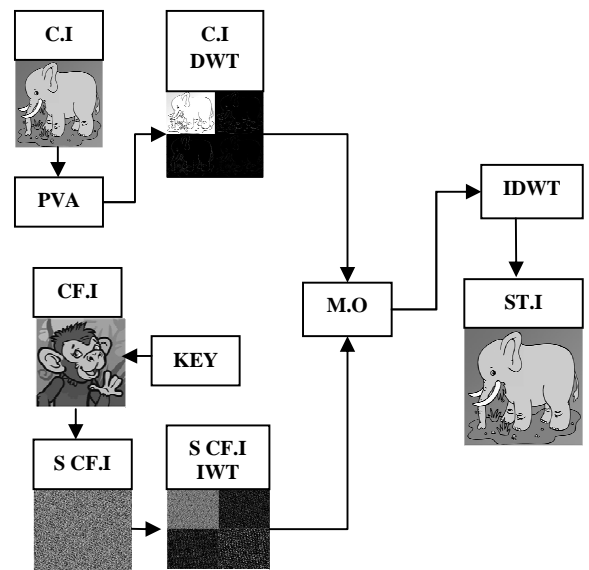 C.I
PVA
C.I
DWT
IDWT
ST.I
M.O
CF.I
KEY
S CF.I
S CF.I
IWT